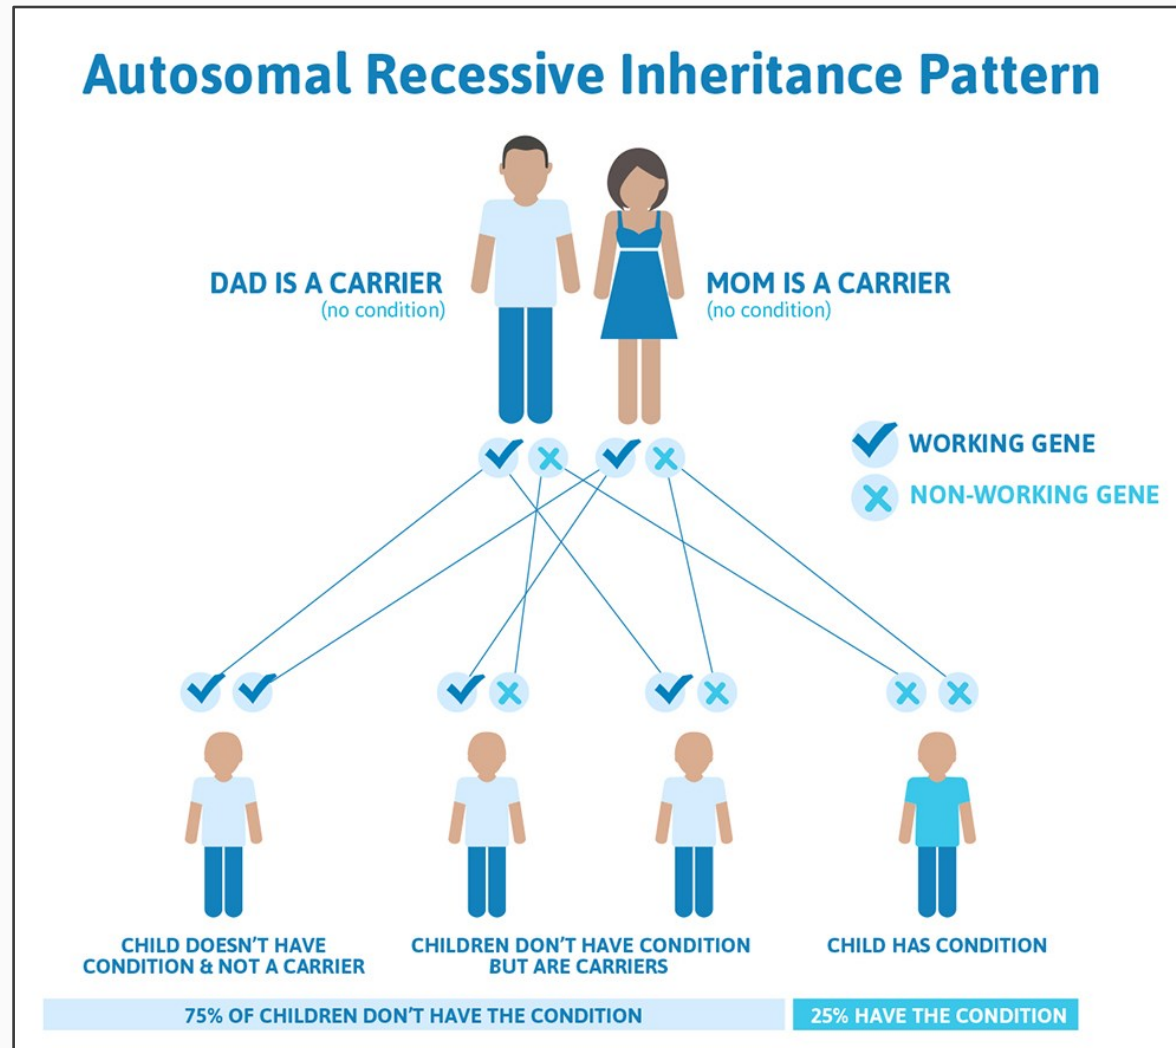 Autosomal Recessive Inheritance Pattern
DAD IS A CARRIER
(no condition)
MOM IS A CARRIER
(no condition)
WORKING GENE
NON-WORKING GENE
CHILD DOESN'T HAVE
CONDITION & NOT A CARRIER
CHILDREN DON'T HAVE CONDITION
BUT ARE CARRIERS
CHILD HAS CONDITION
75% OF CHILDREN DON'T HAVE THE CONDITION
25% HAVE THE CONDITION